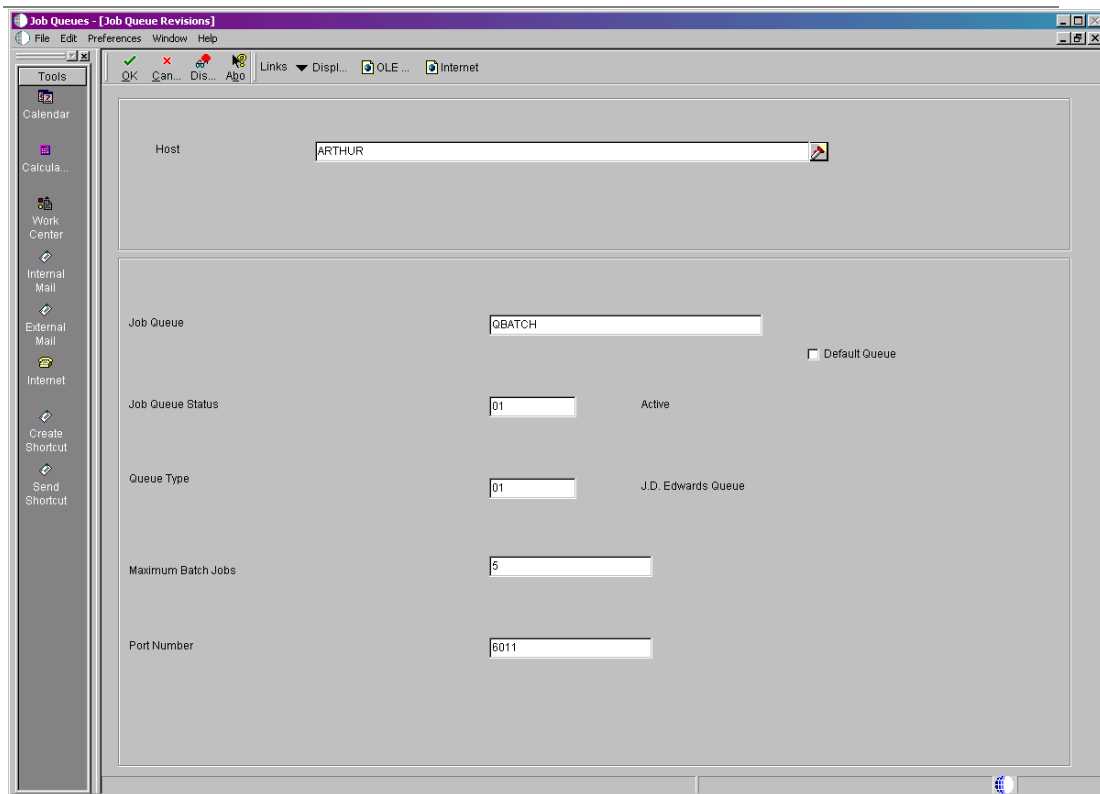 Job Queues - [Job Queue Revisions]
File Edit Preferences Window Help
OK Can... Dis... Abo Links Displ... OLE ... Internet
Tools
Calendar
Calcula...
Work
Center
Internal
Mail
External
Mail
Internet
Create
Shortcut
Send
Shortcut
Host ARTHUR
Job Queue QBATCH
Default Queue
Job Queue Status 01 Active
Queue Type 01 J.D. Edwards Queue
Maximum Batch Jobs 5
Port Number 6011